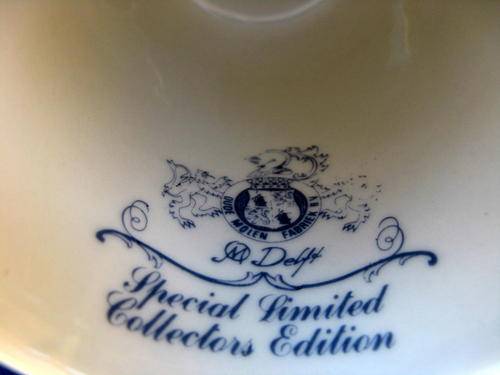 OUDE MOLEN FABRIEK
Delft
Special Limited
Collectors Edition